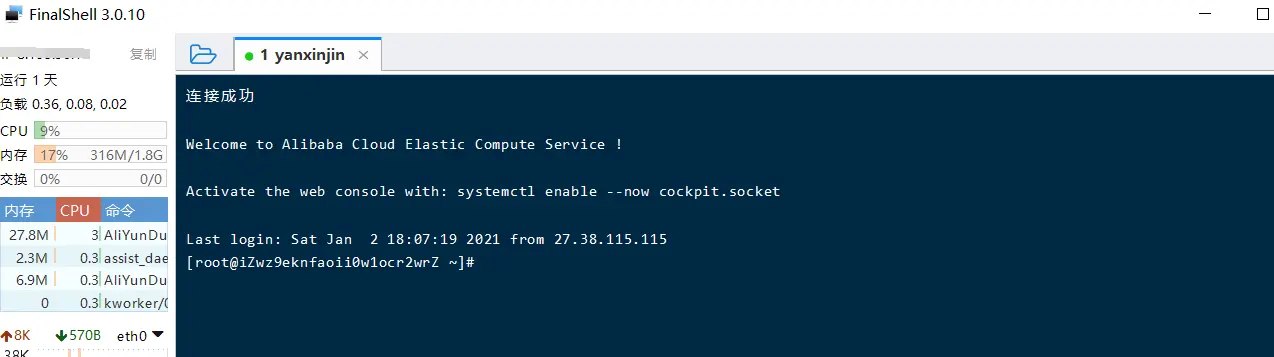 FinalShell 3.0.10
复制
运行 1 天
负载 0.36, 0.08, 0.02
CPU 9%
内存 17% 316M/1.8G
交换 0% 0/0
内存 CPU 命令
27.8M 3 AliYunDu
2.3M 0.3 assist_dae
6.9M 0.3 AliYunDu
0 0.3 kworker/0
8K 570B eth0
38K
1 yanxinjin
连接成功
Welcome to Alibaba Cloud Elastic Compute Service !
Activate the web console with: systemctl enable --now cockpit.socket
Last login: Sat Jan  2 18:07:19 2021 from 27.38.115.115
[root@iZwz9eknfaoii0w1ocr2wrZ ~]#